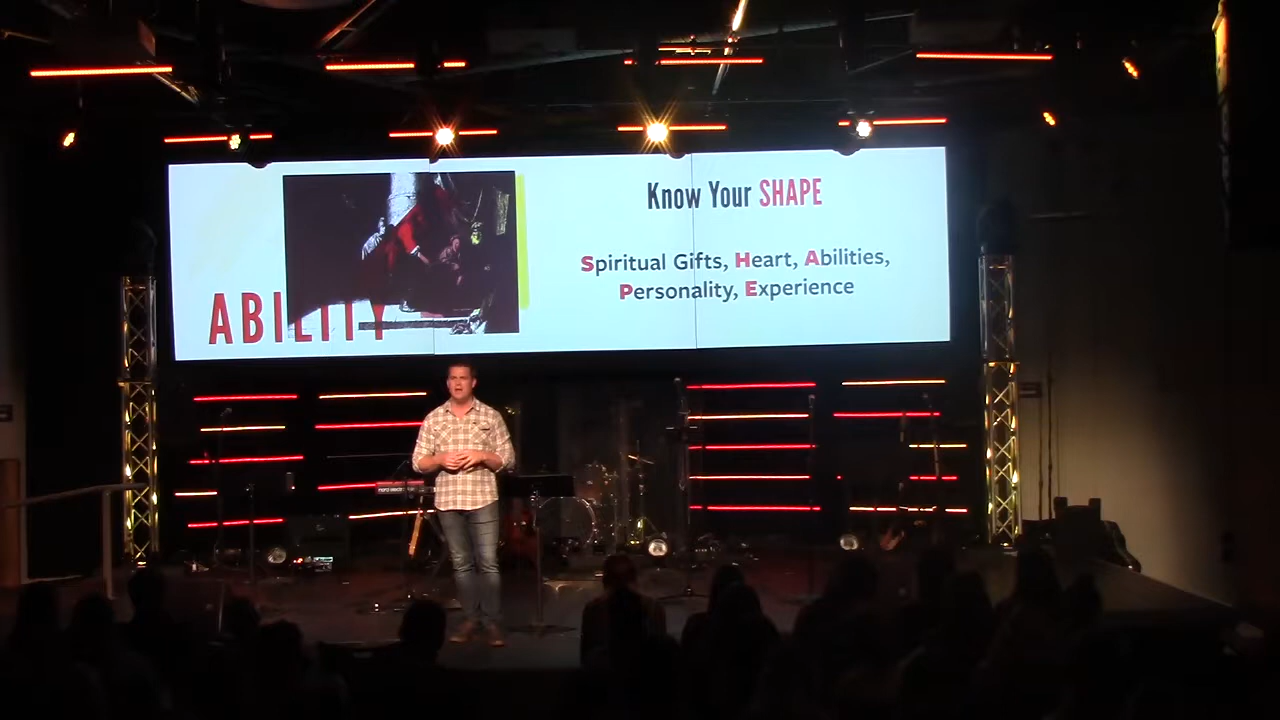 ABILITY
Know Your SHAPE
Spiritual Gifts, Heart, Abilities,
Personality, Experience